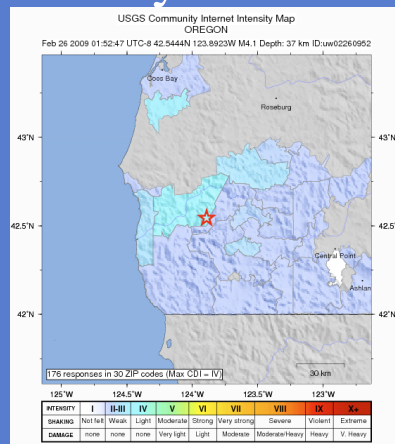 USGS Community Internet Intensity Map
OREGON
Feb 26 2009 01:52:47 UTC-8 42.5444N 123.8923W M4.1 Depth: 37 km ID:uw02260952
Coos Bay
Roseburg
43˚N 43˚N
42.5˚N 42.5˚N
Central Point
Ashlan
42˚N 42˚N
176 responses in 30 ZIP codes (Max CDI = IV)
30 km
125˚W 124.5˚W 124˚W 123.5˚W 123˚W
INTENSITY I II-III IV V VI VII VIII IX X+
SHAKING Not felt Weak Light Moderate Strong Very strong Severe Violent Extreme
DAMAGE none none none Very light Light Moderate Moderate/Heavy Heavy V. Heavy